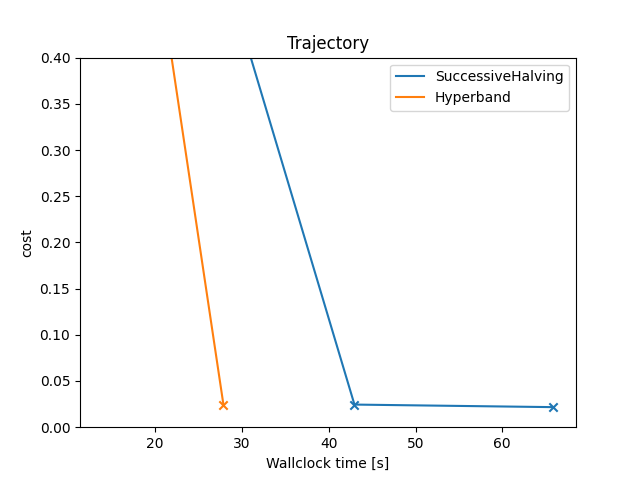 Trajectory
SuccessiveHalving
Hyperband
0.40
0.35
0.30
0.25
0.20
0.15
0.10
0.05
0.00
cost
20 30 40 50 60
Wallclock time [s]